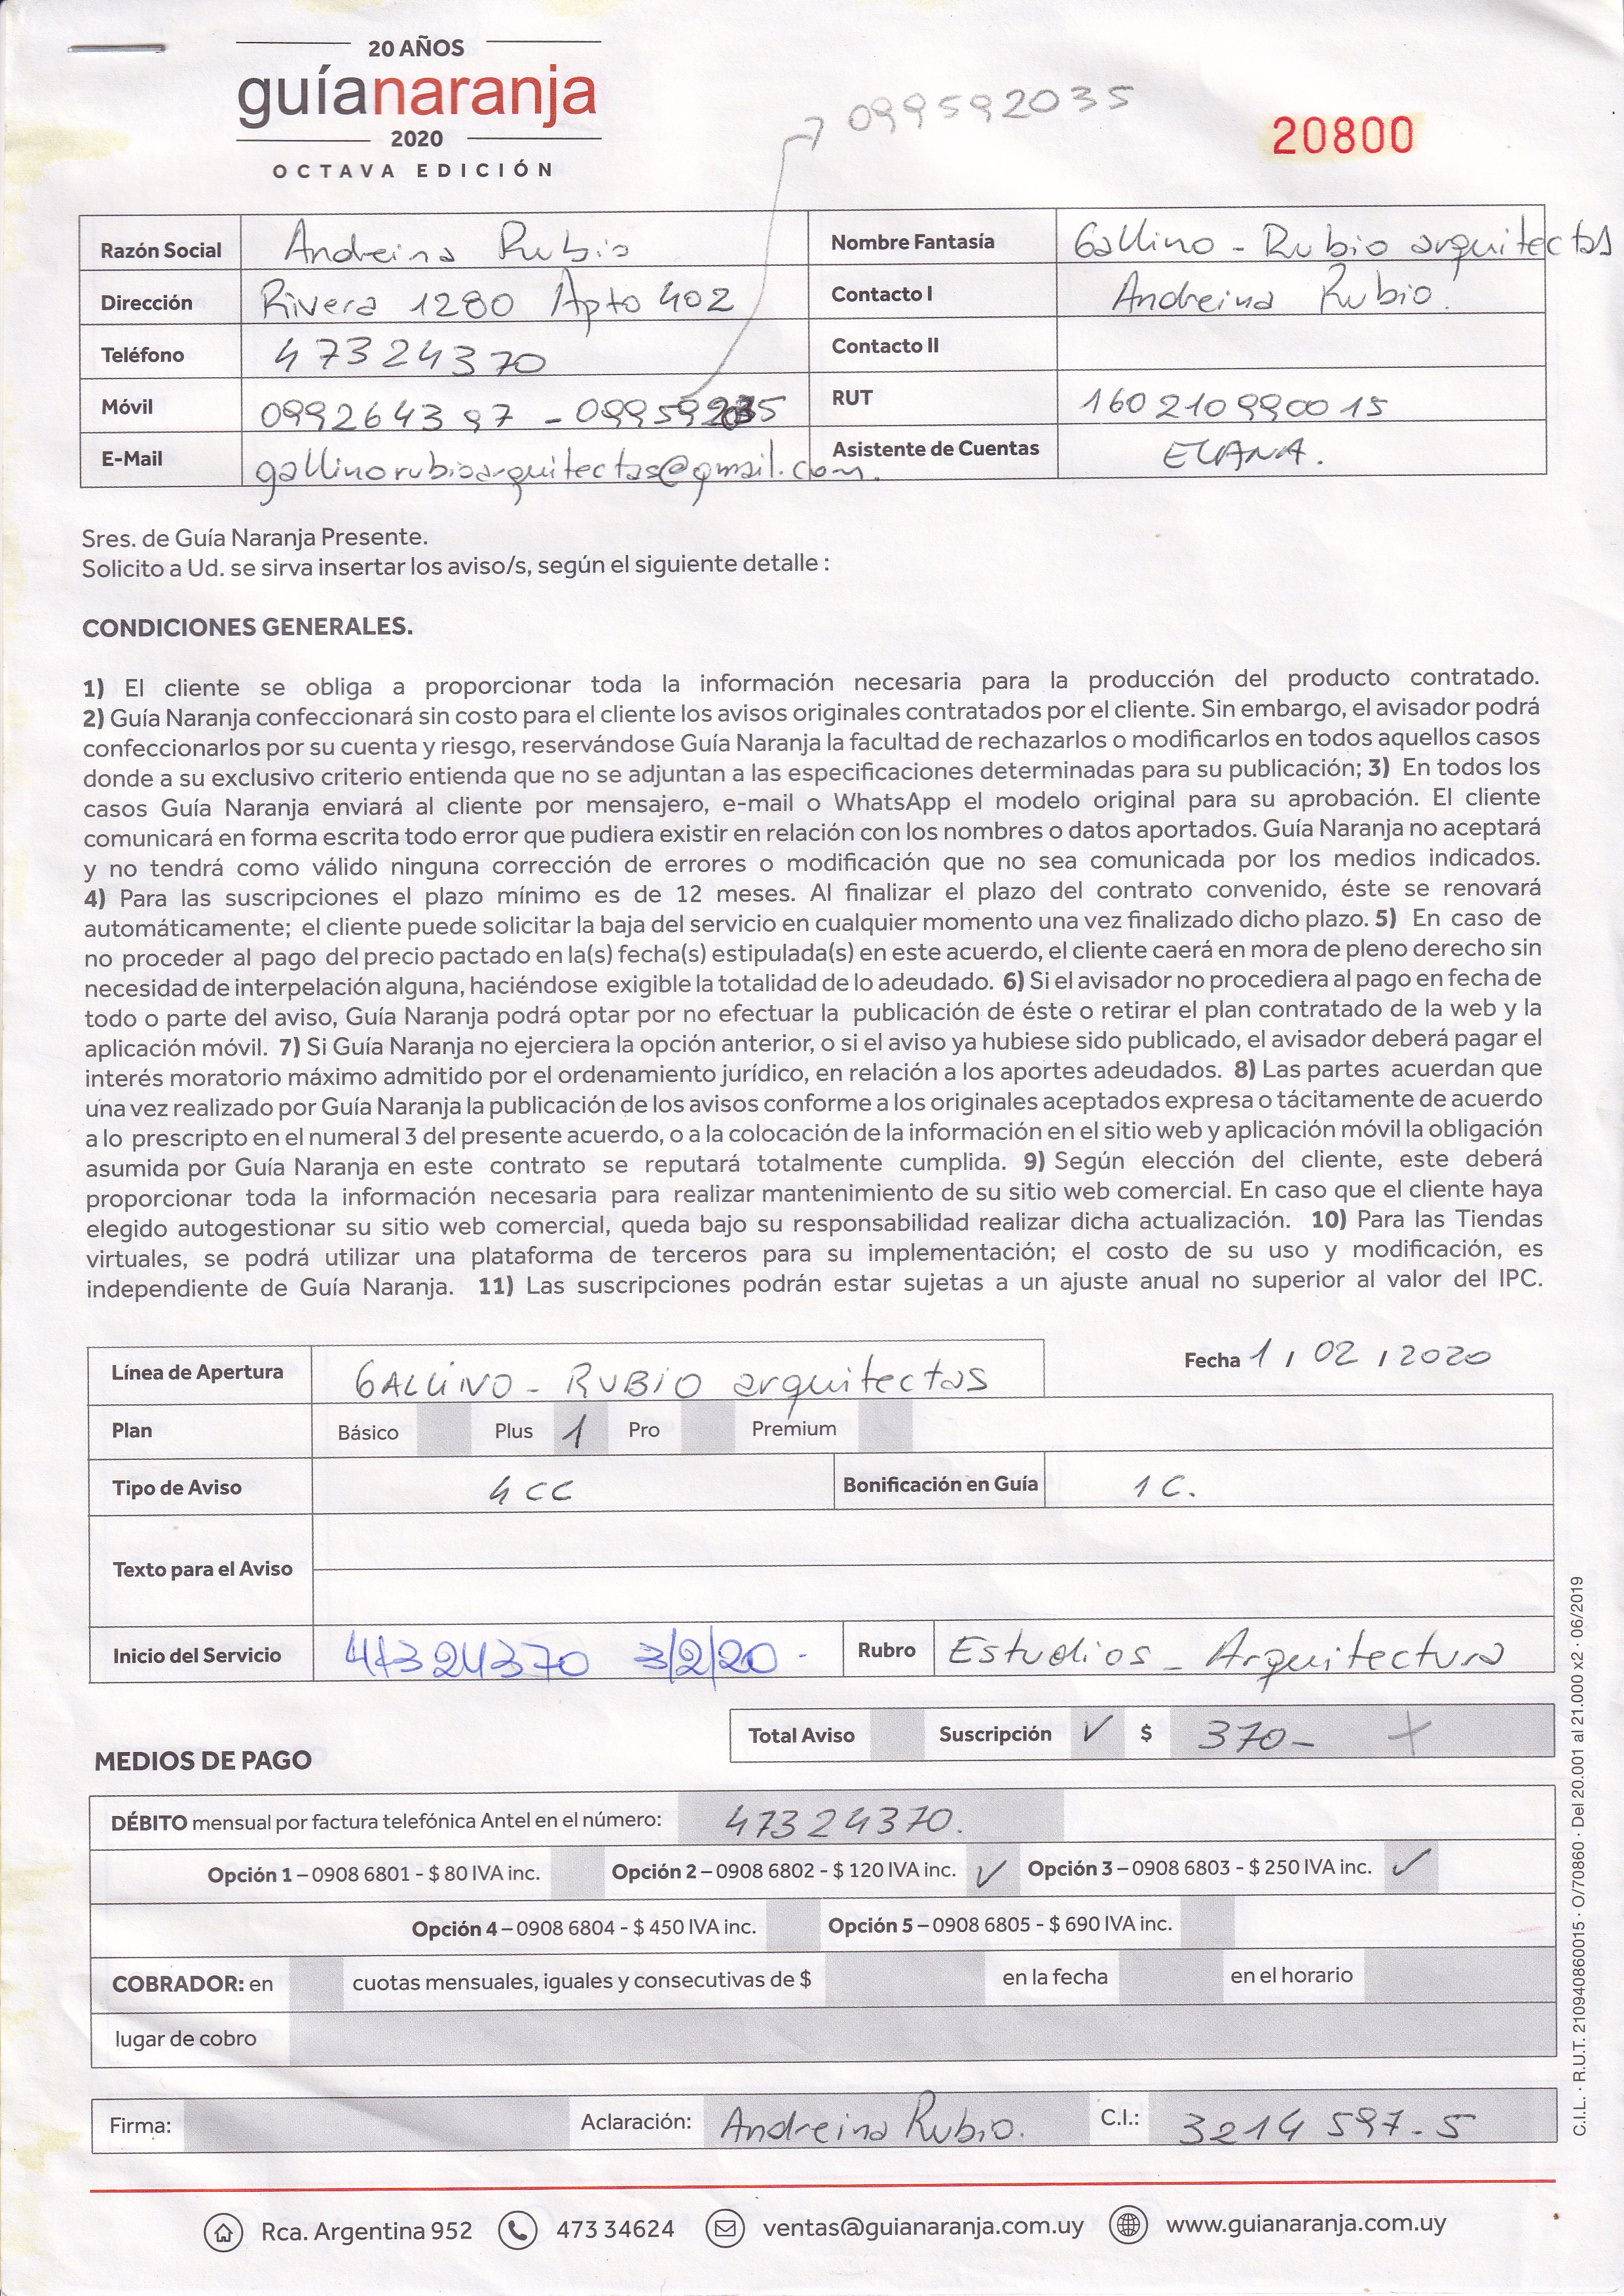 20 AÑOS
guíanaranja
2020
OCTAVA EDICIÓN
099592035
20800
Razón Social Andreina Rubio Nombre Fantasía Gallino - Rubio arquitectas
Dirección Rivera 1280 Apto 402 Contacto I Andreina Rubio.
Teléfono 47324370 Contacto II
Móvil 099264397 - 099592035 RUT 160210990015
E-Mail gallinorubioarquitectas@gmail.com. Asistente de Cuentas ELIANA.
Sres. de Guía Naranja Presente.
Solicito a Ud. se sirva insertar los aviso/s, según el siguiente detalle :
CONDICIONES GENERALES.
1) El cliente se obliga a proporcionar toda la información necesaria para la producción del producto contratado.
2) Guía Naranja confeccionará sin costo para el cliente los avisos originales contratados por el cliente. Sin embargo, el avisador podrá
confeccionarlos por su cuenta y riesgo, reservándose Guía Naranja la facultad de rechazarlos o modificarlos en todos aquellos casos
donde a su exclusivo criterio entienda que no se adjuntan a las especificaciones determinadas para su publicación; 3) En todos los
casos Guía Naranja enviará al cliente por mensajero, e-mail o WhatsApp el modelo original para su aprobación. El cliente
comunicará en forma escrita todo error que pudiera existir en relación con los nombres o datos aportados. Guía Naranja no aceptará
y no tendrá como válido ninguna corrección de errores o modificación que no sea comunicada por los medios indicados.
4) Para las suscripciones el plazo mínimo es de 12 meses. Al finalizar el plazo del contrato convenido, éste se renovará
automáticamente; el cliente puede solicitar la baja del servicio en cualquier momento una vez finalizado dicho plazo. 5) En caso de
no proceder al pago del precio pactado en la(s) fecha(s) estipulada(s) en este acuerdo, el cliente caerá en mora de pleno derecho sin
necesidad de interpelación alguna, haciéndose exigible la totalidad de lo adeudado. 6) Si el avisador no procediera al pago en fecha de
todo o parte del aviso, Guía Naranja podrá optar por no efectuar la publicación de éste o retirar el plan contratado de la web y la
aplicación móvil. 7) Si Guía Naranja no ejerciera la opción anterior, o si el aviso ya hubiese sido publicado, el avisador deberá pagar el
interés moratorio máximo admitido por el ordenamiento jurídico, en relación a los aportes adeudados. 8) Las partes acuerdan que
una vez realizado por Guía Naranja la publicación de los avisos conforme a los originales aceptados expresa o tácitamente de acuerdo
a lo prescripto en el numeral 3 del presente acuerdo, o a la colocación de la información en el sitio web y aplicación móvil la obligación
asumida por Guía Naranja en este contrato se reputará totalmente cumplida. 9) Según elección del cliente, este deberá
proporcionar toda la información necesaria para realizar mantenimiento de su sitio web comercial. En caso que el cliente haya
elegido autogestionar su sitio web comercial, queda bajo su responsabilidad realizar dicha actualización. 10) Para las Tiendas
virtuales, se podrá utilizar una plataforma de terceros para su implementación; el costo de su uso y modificación, es
independiente de Guía Naranja. 11) Las suscripciones podrán estar sujetas a un ajuste anual no superior al valor del IPC.
Línea de Apertura GALLINO - RUBIO arquitectas Fecha 1 / 02 / 2020
Plan Básico Plus 1 Pro Premium
Tipo de Aviso 4 CC Bonificación en Guía 1 C.
Texto para el Aviso
Inicio del Servicio 47324370 3/2/20 - Rubro Estudios - Arquitectura
Total Aviso Suscripción ✓ $ 370 -
MEDIOS DE PAGO
DÉBITO mensual por factura telefónica Antel en el número: 47324370.
Opción 1 – 0908 6801 - $ 80 IVA inc. Opción 2 – 0908 6802 - $ 120 IVA inc. ✓ Opción 3 – 0908 6803 - $ 250 IVA inc. ✓
Opción 4 – 0908 6804 - $ 450 IVA inc. Opción 5 – 0908 6805 - $ 690 IVA inc.
COBRADOR: en cuotas mensuales, iguales y consecutivas de $ en la fecha en el horario
lugar de cobro
Firma: Aclaración: Andreina Rubio. C.I.: 3214 597-5
Rca. Argentina 952 473 34624 ventas@guianaranja.com.uy www.guianaranja.com.uy
C.I.L. · R.U.T. 210940860015 · O/70860 · Del 20.001 al 21.000 x2 · 06/2019